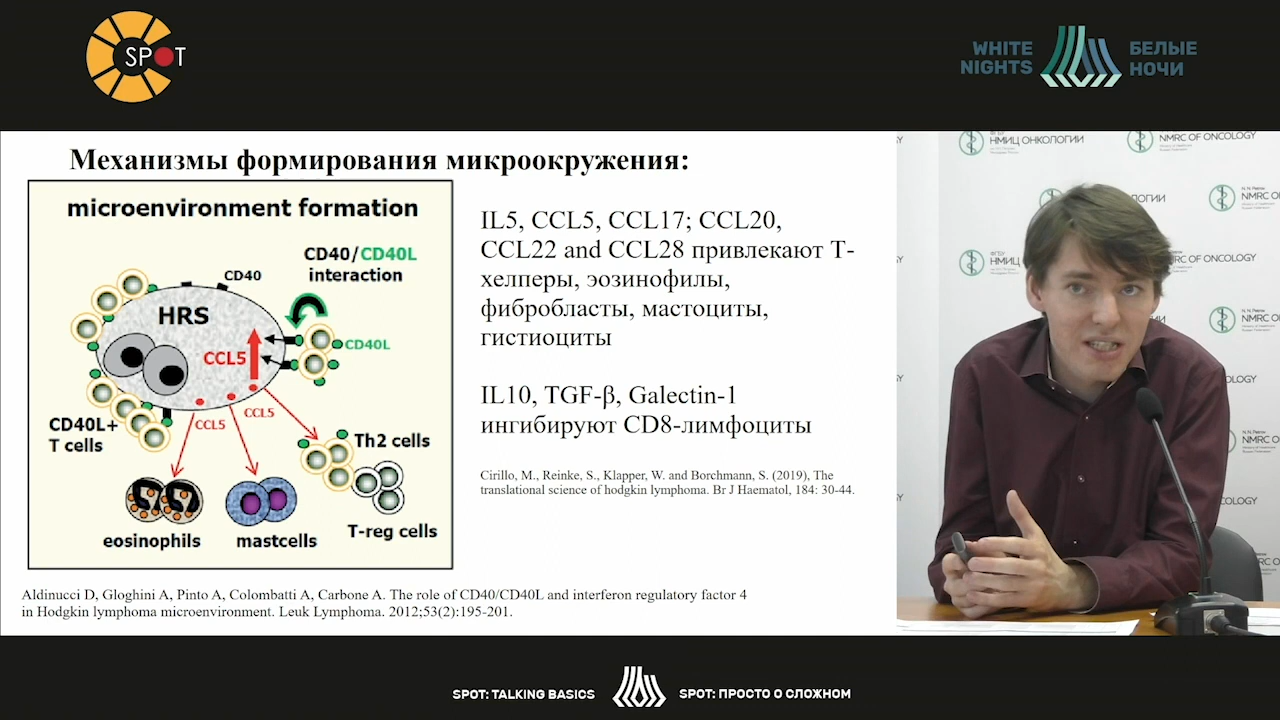 SPOT
WHITE
NIGHTS
БЕЛЫЕ
НОЧИ
Механизмы формирования микроокружения:
microenvironment formation
CD40/CD40L
interaction
CD40
HRS
CCL5
CD40L
CCL5
CCL5
CD40L+
T cells
Th2 cells
T-reg cells
eosinophils
mastcells
IL5, CCL5, CCL17; CCL20,
CCL22 and CCL28 привлекают Т-
хелперы, эозинофилы,
фибробласты, мастоциты,
гистиоциты
IL10, TGF-β, Galectin-1
ингибируют CD8-лимфоциты
Cirillo, M., Reinke, S., Klapper, W. and Borchmann, S. (2019), The
translational science of hodgkin lymphoma. Br J Haematol, 184: 30-44.
Aldinucci D, Gloghini A, Pinto A, Colombatti A, Carbone A. The role of CD40/CD40L and interferon regulatory factor 4
in Hodgkin lymphoma microenvironment. Leuk Lymphoma. 2012;53(2):195-201.
НМИЦ ОНКОЛОГИИ
NMRC OF ONCOLOGY
SPOT: TALKING BASICS
SPOT: ПРОСТО О СЛОЖНОМ